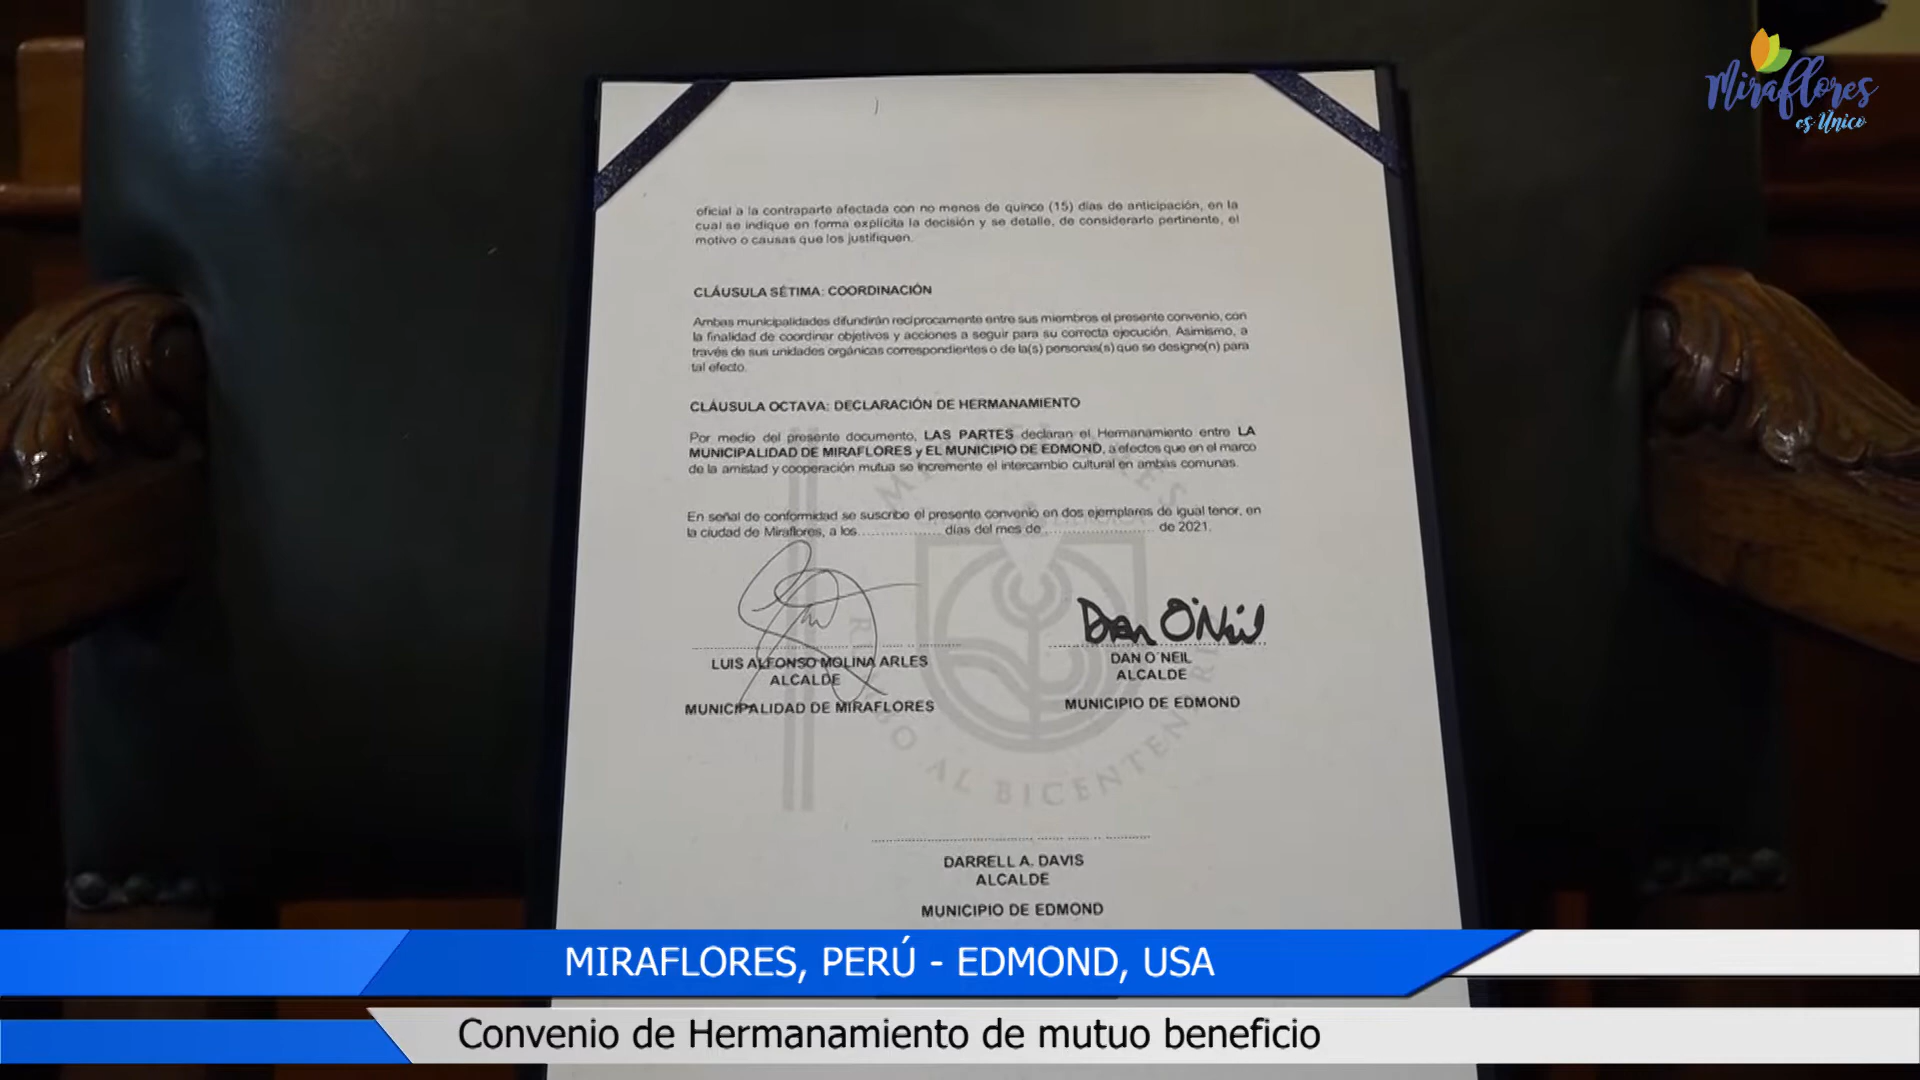 Miraflores
es Único
oficial a la contraparte afectada con no menos de quince (15) días de anticipación, en la
cual se indique en forma explícita la decisión y se detalle, de considerarlo pertinente, el
motivo o causas que los justifiquen.
CLÁUSULA SÉTIMA: COORDINACIÓN
Ambas municipalidades difundirán recíprocamente entre sus miembros el presente convenio, con
la finalidad de coordinar objetivos y acciones a seguir para su correcta ejecución. Asimismo, a
través de sus unidades orgánicas correspondientes o de la(s) personas(s) que se designe(n) para
tal efecto.
CLÁUSULA OCTAVA: DECLARACIÓN DE HERMANAMIENTO
Por medio del presente documento, LAS PARTES declaran el Hermanamiento entre LA
MUNICIPALIDAD DE MIRAFLORES y EL MUNICIPIO DE EDMOND, a efectos que en el marco
de la amistad y cooperación mutua se incremente el intercambio cultural en ambas comunas.
En señal de conformidad se suscribe el presente convenio en dos ejemplares de igual tenor, en
la ciudad de Miraflores, a los................... días del mes de......................... de 2021.
Dan O'Neil
LUIS ALFONSO MOLINA ARLES
ALCALDE
MUNICIPALIDAD DE MIRAFLORES
DAN O´NEIL
ALCALDE
MUNICIPIO DE EDMOND
MIRAFLORES
AL BICENTENARIO
DARRELL A. DAVIS
ALCALDE
MUNICIPIO DE EDMOND
MIRAFLORES, PERÚ - EDMOND, USA
Convenio de Hermanamiento de mutuo beneficio